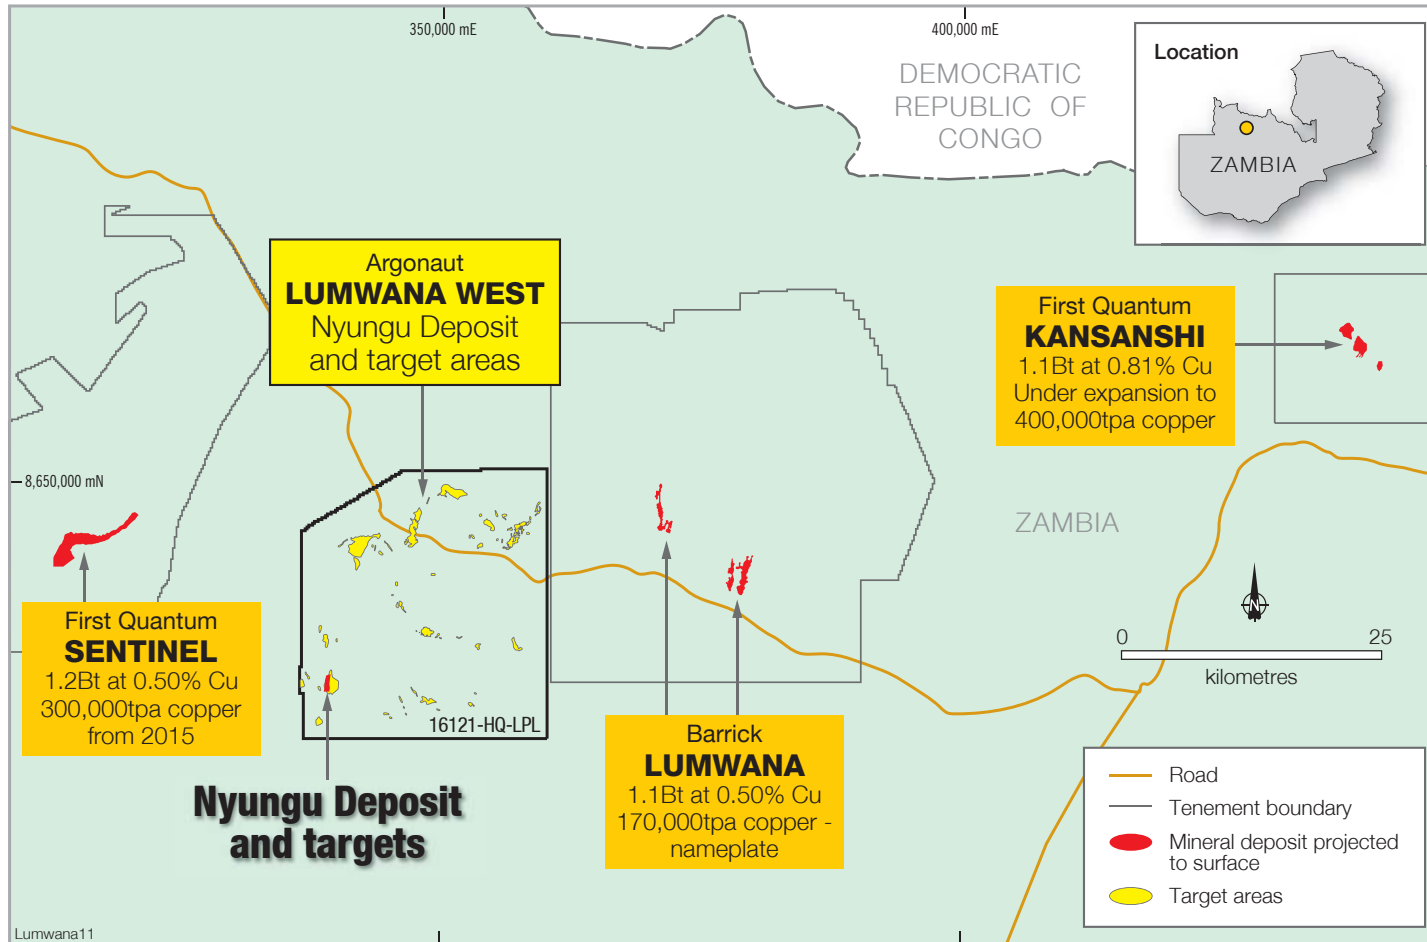 350,000 mE
400,000 mE
DEMOCRATIC
REPUBLIC OF
CONGO
Location
ZAMBIA
Argonaut
LUMWANA WEST
Nyungu Deposit
and target areas
First Quantum
KANSANSHI
1.1Bt at 0.81% Cu
Under expansion to
400,000tpa copper
8,650,000 mN
ZAMBIA
First Quantum
SENTINEL
1.2Bt at 0.50% Cu
300,000tpa copper
from 2015
16121-HQ-LPL
N
0
25
kilometres
Barrick
LUMWANA
1.1Bt at 0.50% Cu
170,000tpa copper -
nameplate
Nyungu Deposit
and targets
Road
Tenement boundary
Mineral deposit projected
to surface
Target areas
Lumwana11